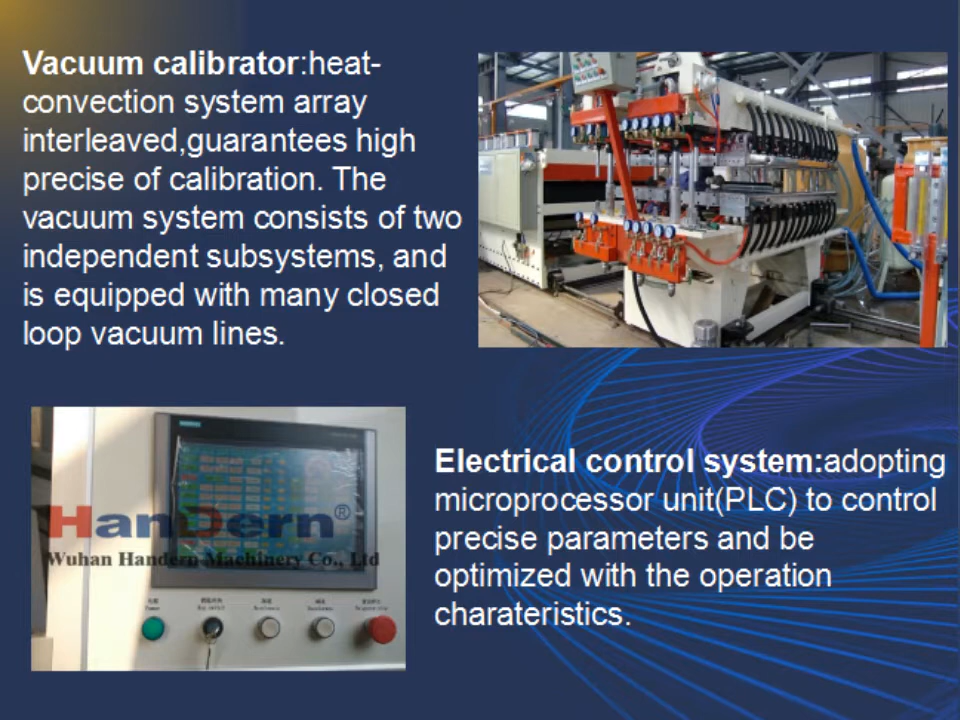 Vacuum calibrator:heat-
convection system array
interleaved,guarantees high
precise of calibration. The
vacuum system consists of two
independent subsystems, and
is equipped with many closed
loop vacuum lines.
SIEMENS
HanDern®
Wuhan Handern Machinery Co., Ltd
Power
Electrical control system:adopting
microprocessor unit(PLC) to control
precise parameters and be
optimized with the operation
charateristics.